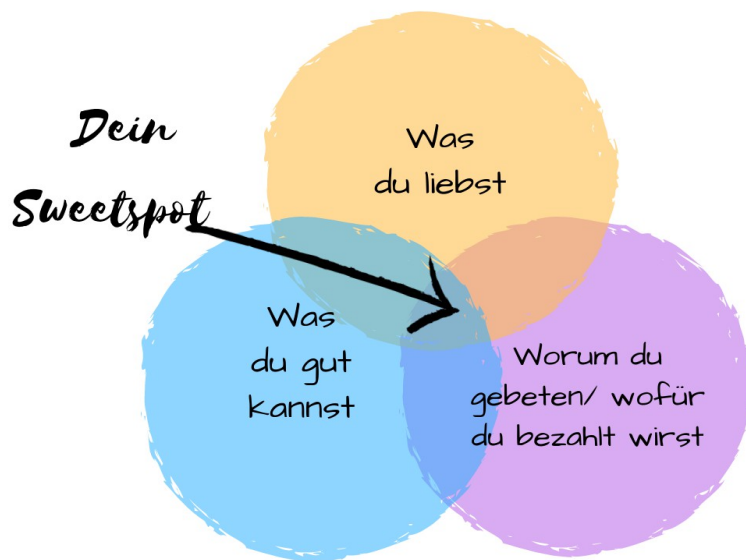 Dein
Sweetspot
Was
du liebst
Was
du gut
kannst
Worum du
gebeten/ wofür
du bezahlt wirst